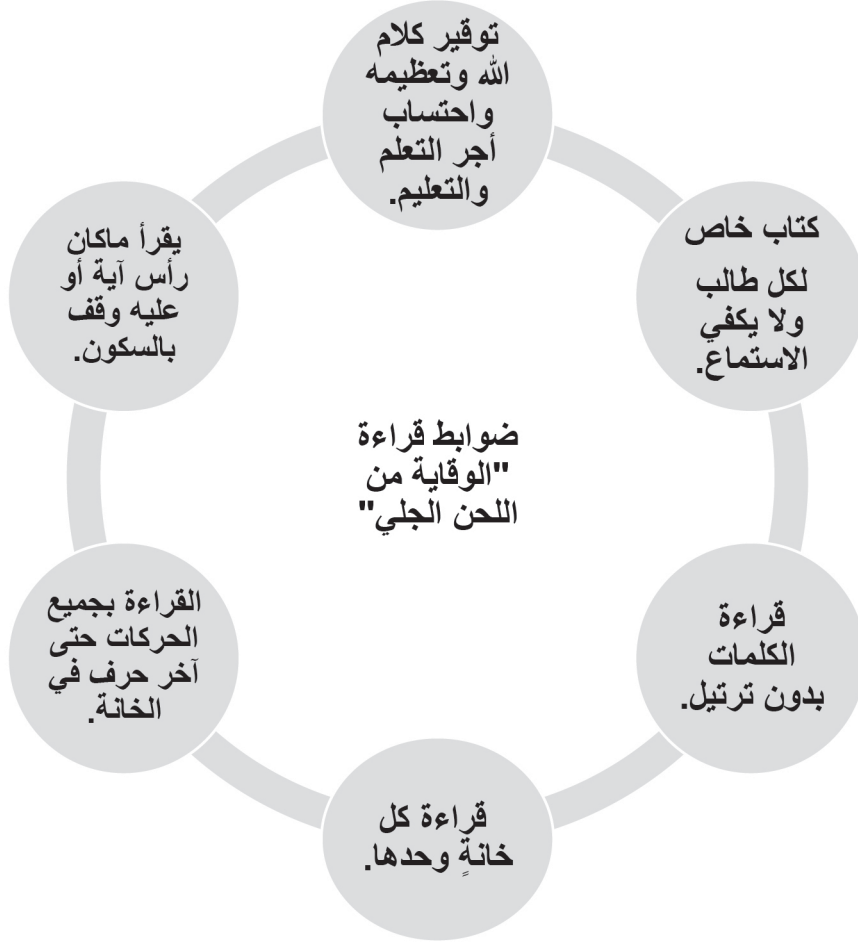 توقير كلام
الله وتعظيمه
واحتساب
أجر التعلم
والتعليم.
كتاب خاص
لكل طالب
ولا يكفي
الاستماع.
قراءة
الكلمات
بدون ترتيل.
قراءة كل
خانةٍ وحدها.
القراءة بجميع
الحركات حتى
آخر حرف في
الخانة.
يقرأ ماكان
رأس آية أو
عليه وقف
بالسكون.
ضوابط قراءة
"الوقاية من
اللحن الجلي"